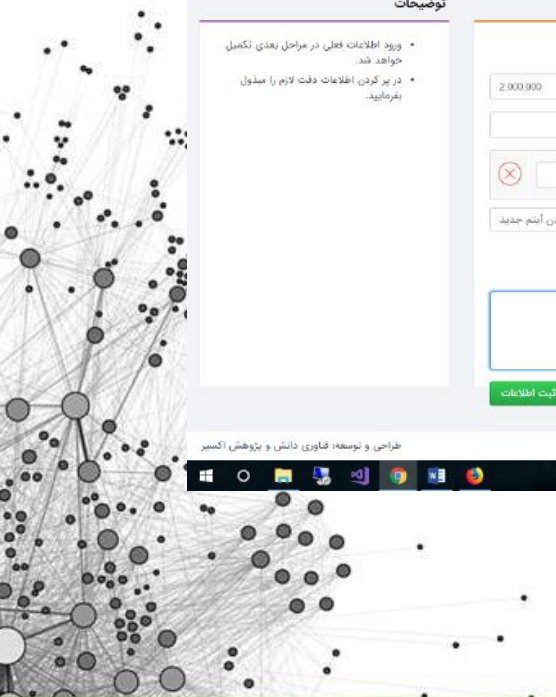 توضیحات
ورود اطلاعات فعلی در مراحل بعدی تکمیل
خواهد شد.
در پر کردن اطلاعات دقت لازم را مبذول
بفرمایید.
2.000.000
آیتم جدید
ثبت اطلاعات
طراحی و توسعه: فناوری دانش و پژوهش اکسیر